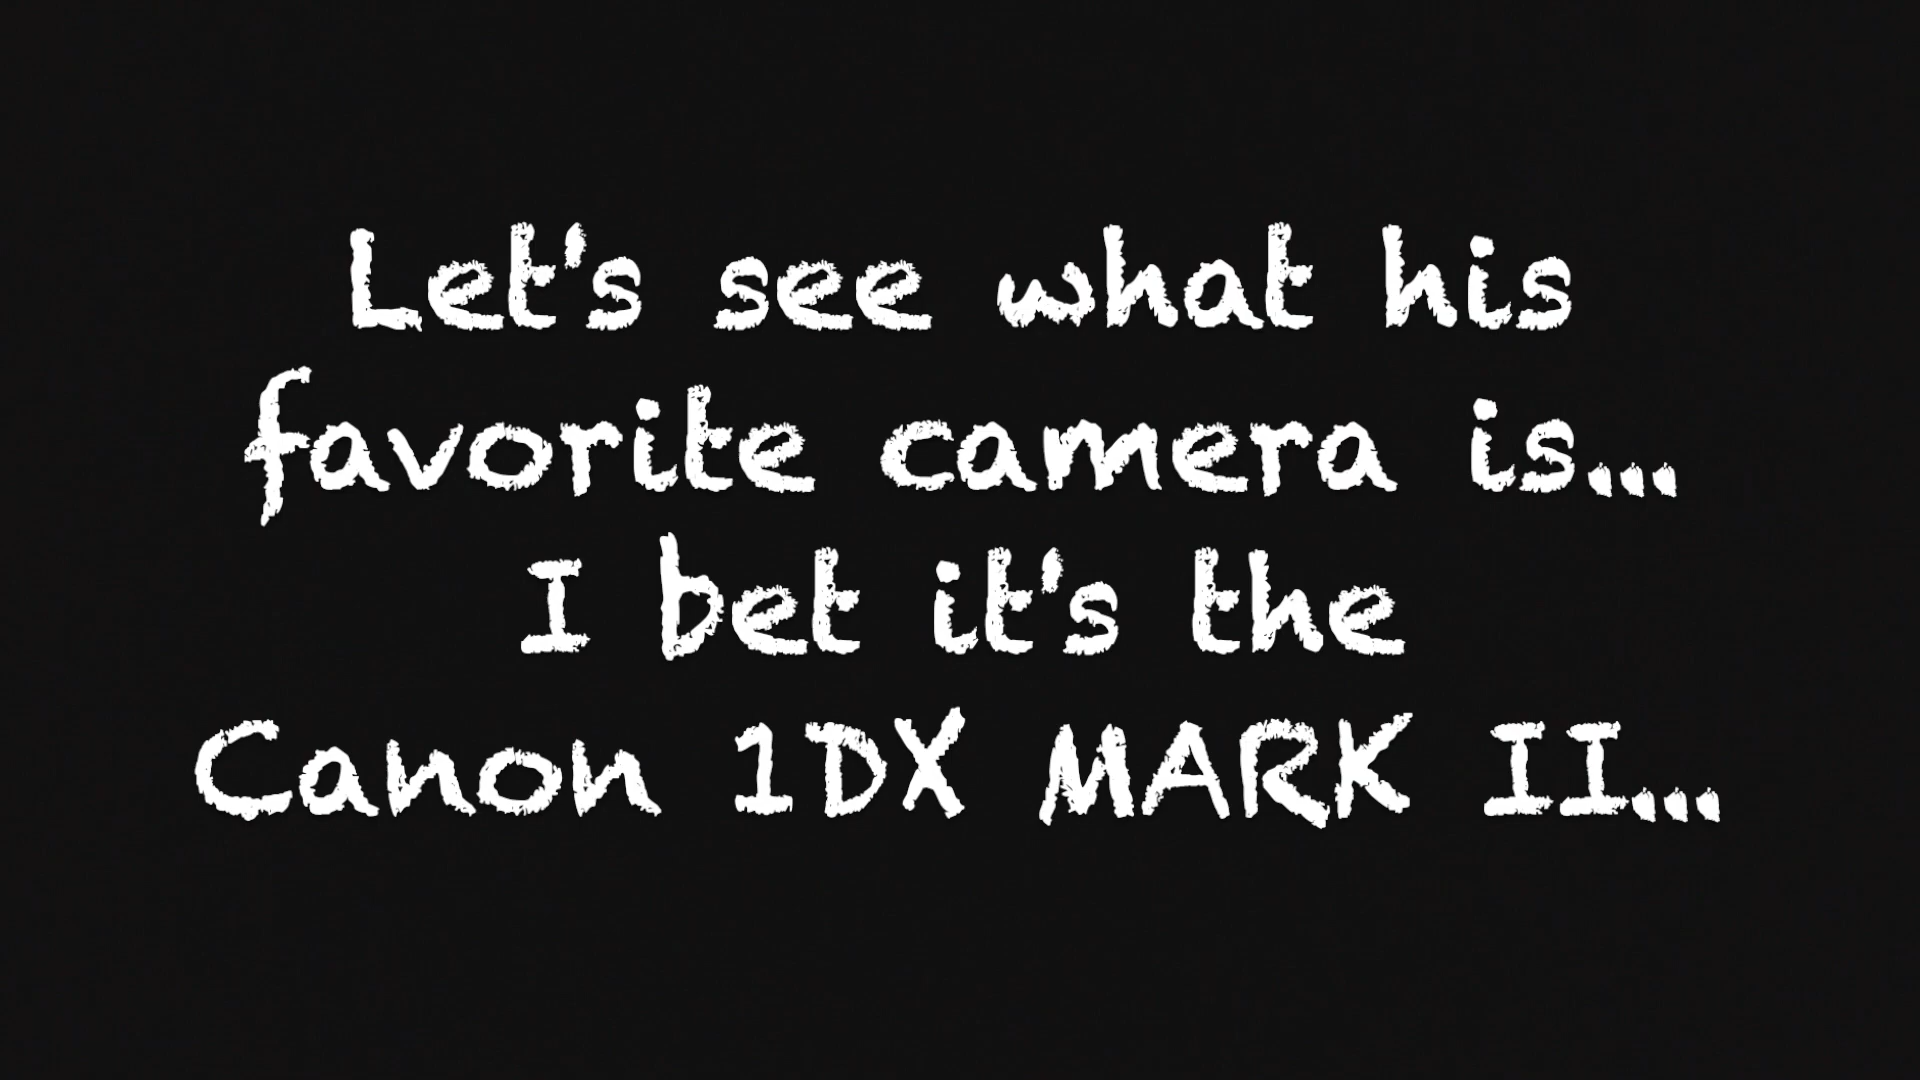 Let's see what his
favorite camera is...
I bet it's the
Canon 1DX MARK II...